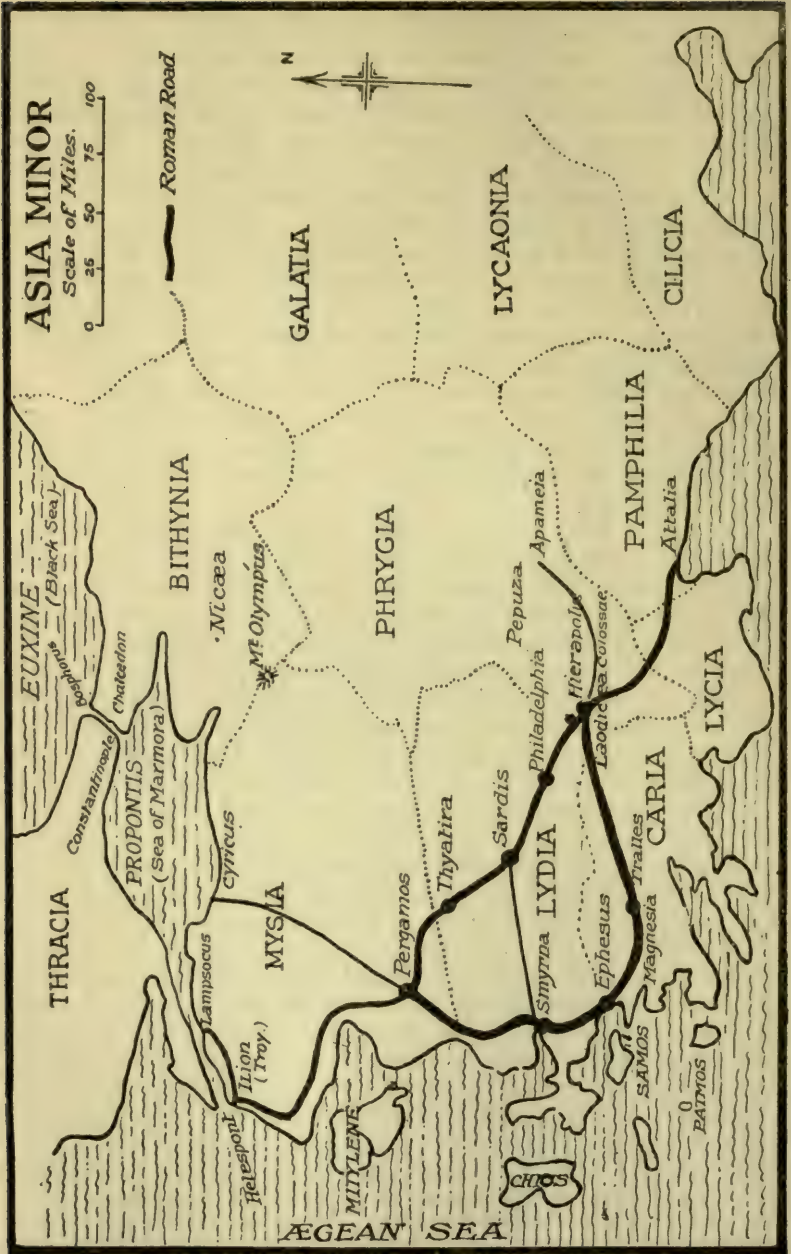 ASIA MINOR
Scale of Miles.
0 25 50 75 100
Roman Road
N
THRACIA
EUXINE
(Black Sea)
Bosphorus
Constantinople
Chalcedon
PROPONTIS
(Sea of Marmora)
Cyricus
Lampsocus
Helespont
Ilion
(Troy.)
MYSIA
BITHYNIA
Nicæa
Mt Olympus
GALATIA
PHRYGIA
LYCAONIA
CILICIA
PAMPHILIA
Attalia
Pergamos
Thyatira
Sardis
Philadelphia
Pepuza
Apameia
Hierapolis
Laodicea
Colossae
LYDIA
Smyrna
Ephesus
Magnesia
Tralles
CARIA
LYCIA
MITYLENE
CHIOS
SAMOS
PATMOS
ÆGEAN SEA